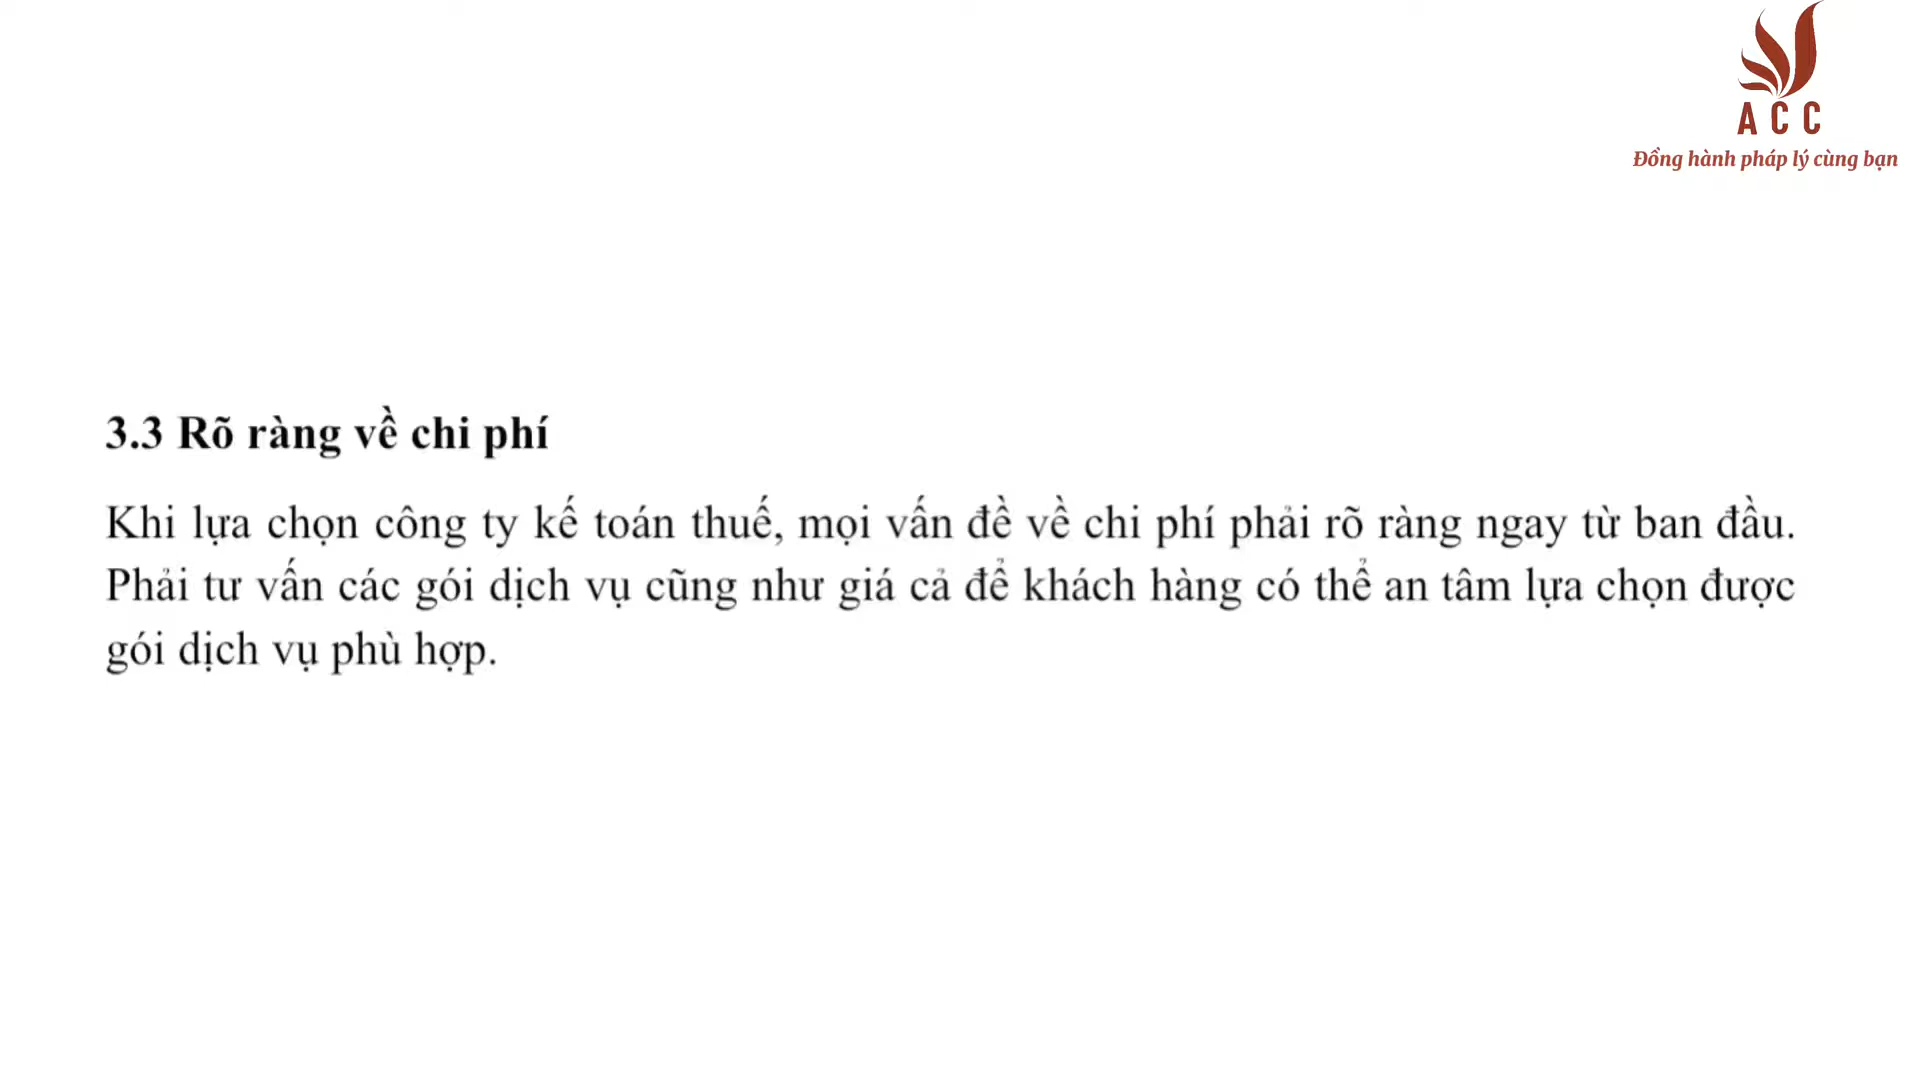 ACC
Đồng hành pháp lý cùng bạn
3.3 Rõ ràng về chi phí
Khi lựa chọn công ty kế toán thuế, mọi vấn đề về chi phí phải rõ ràng ngay từ ban đầu.
Phải tư vấn các gói dịch vụ cũng như giá cả để khách hàng có thể an tâm lựa chọn được
gói dịch vụ phù hợp.